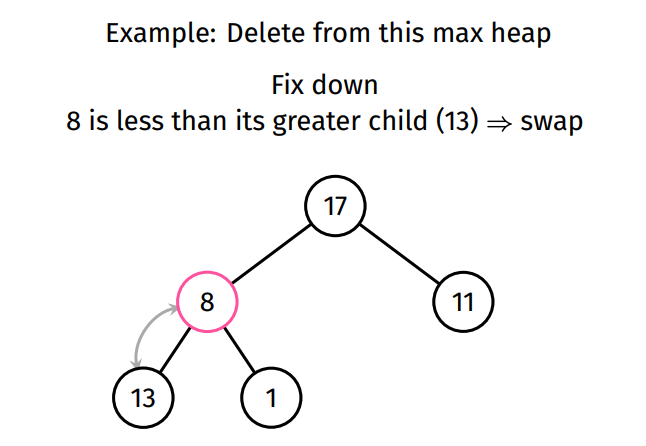 Example: Delete from this max heap
Fix down
8 is less than its greater child (13) ⇒ swap
17
8
11
13
1